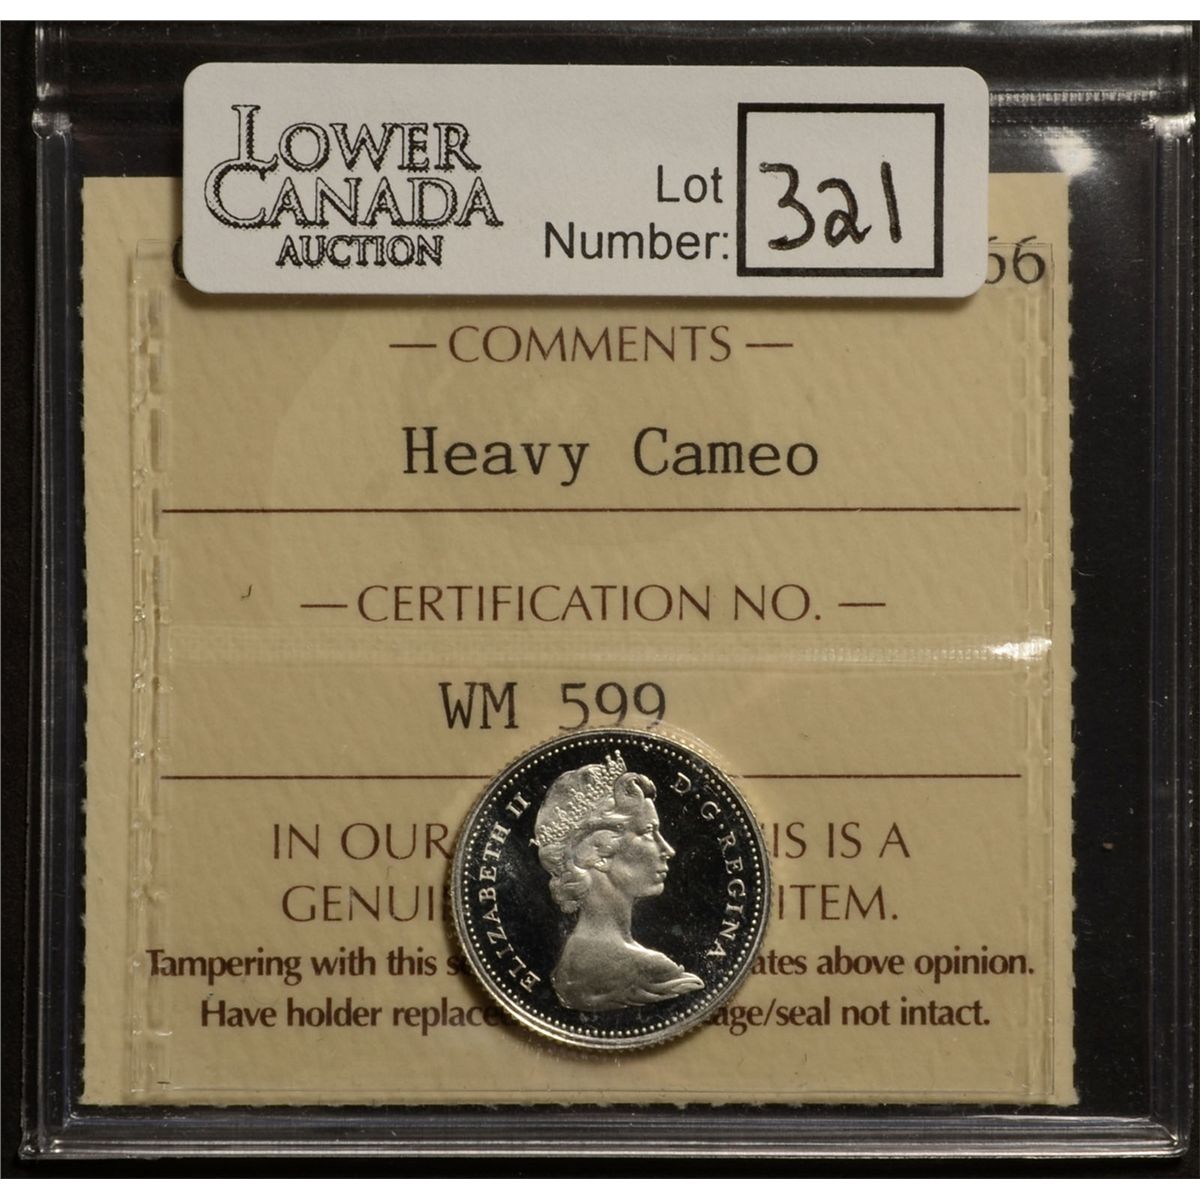 LOWER
CANADA
AUCTION
Lot
Number:
321
66
— COMMENTS —
Heavy Cameo
— CERTIFICATION NO. —
WM 599
IN OUR IS IS A
GENUI ITEM.
Tampering with this s ates above opinion.
Have holder replace age/seal not intact.
ELIZABETH II D·G·REGINA